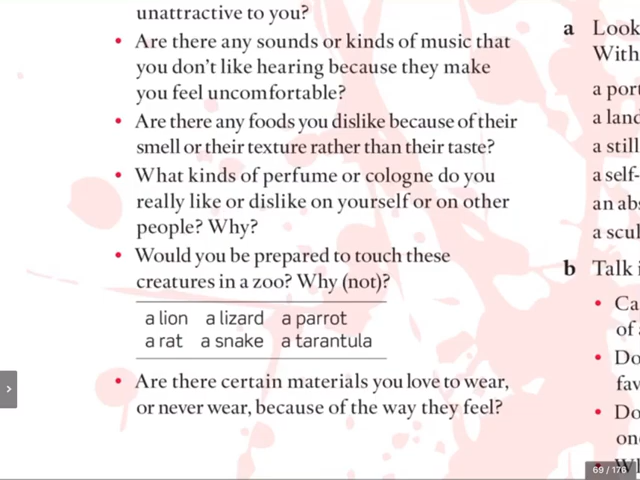 unattractive to you?
• Are there any sounds or kinds of music that
you don't like hearing because they make
you feel uncomfortable?
• Are there any foods you dislike because of their
smell or their texture rather than their taste?
• What kinds of perfume or cologne do you
really like or dislike on yourself or on other
people? Why?
• Would you be prepared to touch these
creatures in a zoo? Why (not)?
a lion a lizard a parrot
a rat a snake a tarantula
• Are there certain materials you love to wear,
or never wear, because of the way they feel?
a Look
With
a port
a land
a still
a self-
an abs
a scul
b Talk i
• Ca
of a
• Do
fav
• Do
one
• Wh
69 / 176